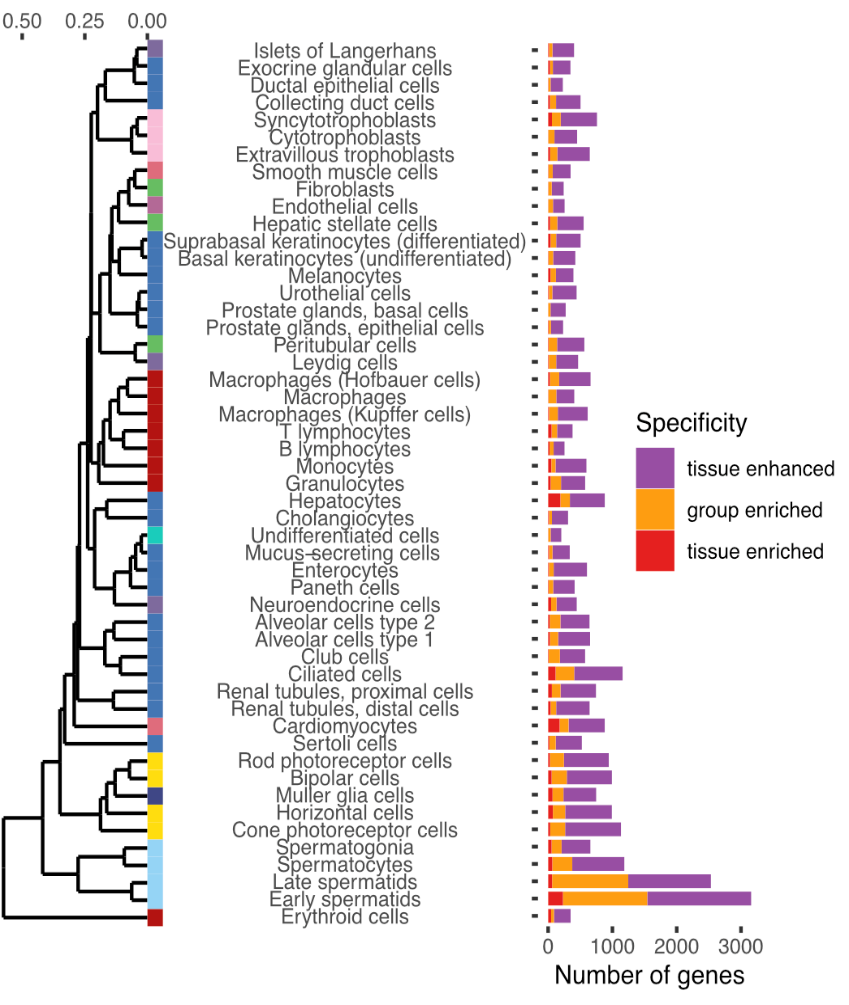 0.50 0.25 0.00
Islets of Langerhans
Exocrine glandular cells
Ductal epithelial cells
Collecting duct cells
Syncytotrophoblasts
Cytotrophoblasts
Extravillous trophoblasts
Smooth muscle cells
Fibroblasts
Endothelial cells
Hepatic stellate cells
Suprabasal keratinocytes (differentiated)
Basal keratinocytes (undifferentiated)
Melanocytes
Urothelial cells
Prostate glands, basal cells
Prostate glands, epithelial cells
Peritubular cells
Leydig cells
Macrophages (Hofbauer cells)
Macrophages
Macrophages (Kupffer cells)
T lymphocytes
B lymphocytes
Monocytes
Granulocytes
Hepatocytes
Cholangiocytes
Undifferentiated cells
Mucus−secreting cells
Enterocytes
Paneth cells
Neuroendocrine cells
Alveolar cells type 2
Alveolar cells type 1
Club cells
Ciliated cells
Renal tubules, proximal cells
Renal tubules, distal cells
Cardiomyocytes
Sertoli cells
Rod photoreceptor cells
Bipolar cells
Muller glia cells
Horizontal cells
Cone photoreceptor cells
Spermatogonia
Spermatocytes
Late spermatids
Early spermatids
Erythroid cells
0 1000 2000 3000
Number of genes
Specificity
tissue enhanced
group enriched
tissue enriched